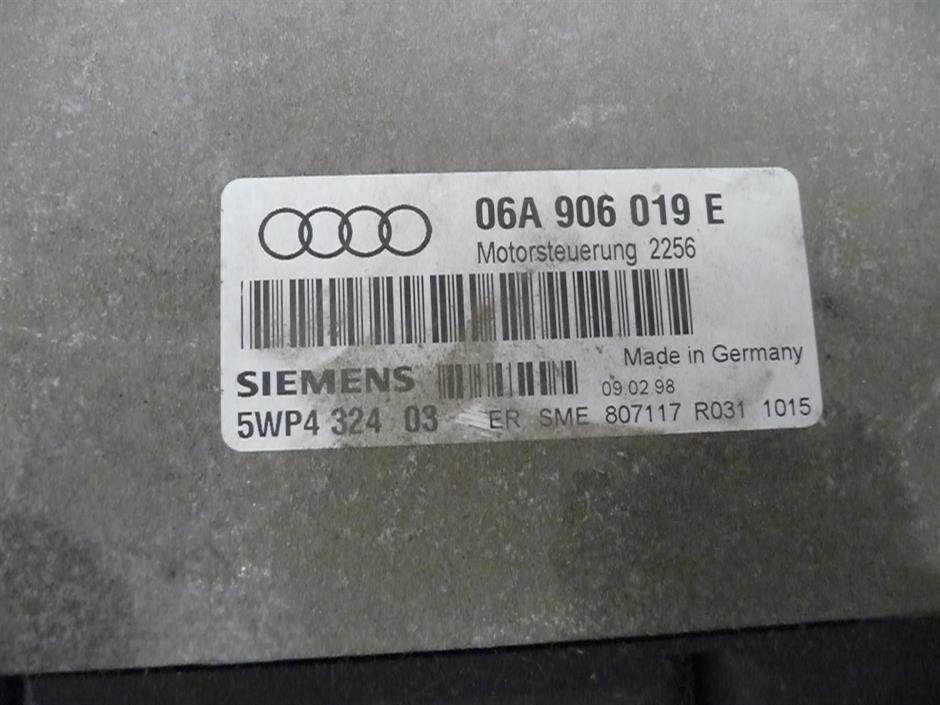 06A 906 019 E
Motorsteuerung 2256
Made in Germany
SIEMENS 09.02.98
5WP4 324 03 ER SME 807117 R031 1015